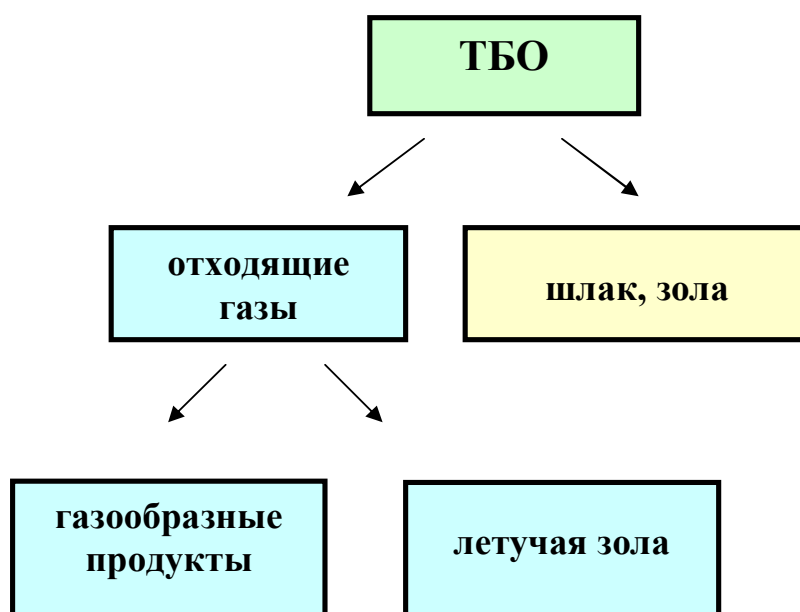 ТБО
отходящие
газы
шлак, зола
газообразные
продукты
летучая зола